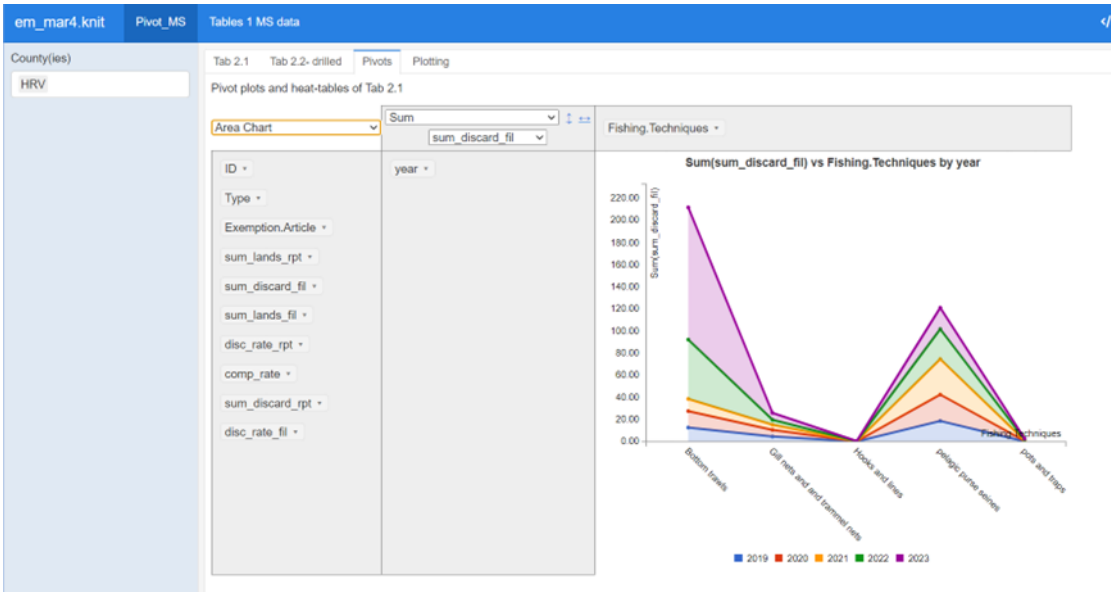 em_mar4.knit Pivot_MS Tables 1 MS data </
County(ies)
HRV
Tab 2.1 Tab 2.2- drilled Pivots Plotting
Pivot plots and heat-tables of Tab 2.1
Area Chart
Sum
sum_discard_fil
Fishing.Techniques
ID
Type
Exemption.Article
sum_lands_rpt
sum_discard_fil
sum_lands_fil
disc_rate_rpt
comp_rate
sum_discard_rpt
disc_rate_fil
year
Sum(sum_discard_fil) vs Fishing.Techniques by year
Sum(sum_discard_fil)
220.00
200.00
180.00
160.00
140.00
120.00
100.00
80.00
60.00
40.00
20.00
0.00
Fishing.Techniques
Bottom trawls
Gill nets and and trammel nets
Hooks and lines
pelagic purse seines
pots and traps
2019 2020 2021 2022 2023